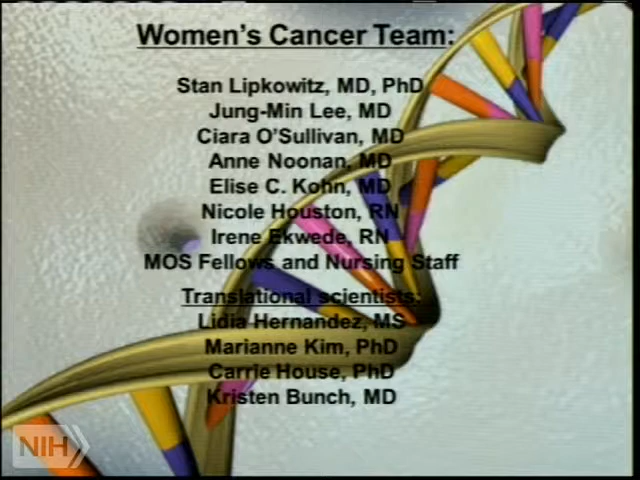 Women's Cancer Team:
Stan Lipkowitz, MD, PhD
Jung-Min Lee, MD
Ciara O'Sullivan, MD
Anne Noonan, MD
Elise C. Kohn, MD
Nicole Houston, RN
Irene Ekwede, RN
MOS Fellows and Nursing Staff
Translational scientists:
Lidia Hernandez, MS
Marianne Kim, PhD
Carrie House, PhD
Kristen Bunch, MD
NIH